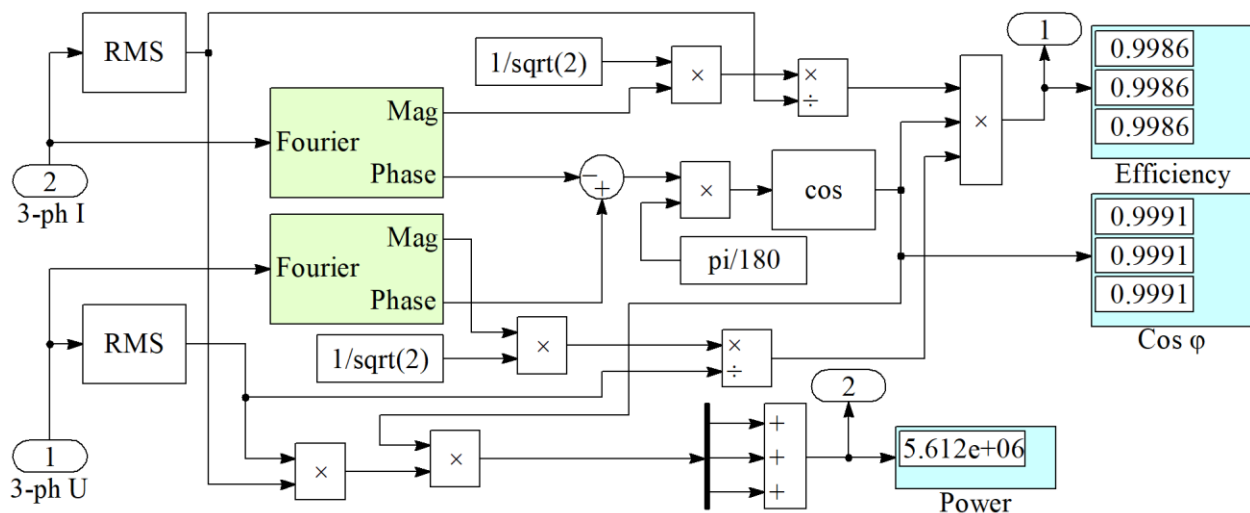 RMS
1/sqrt(2)
×
×
÷
×
1
0.9986
0.9986
0.9986
Efficiency
Mag
Fourier
Phase
2
3-ph I
−
+
×
cos
pi/180
0.9991
0.9991
0.9991
Cos φ
Mag
Fourier
Phase
RMS
1/sqrt(2)
×
×
÷
1
3-ph U
×
×
+
+
+
2
5.612e+06
Power